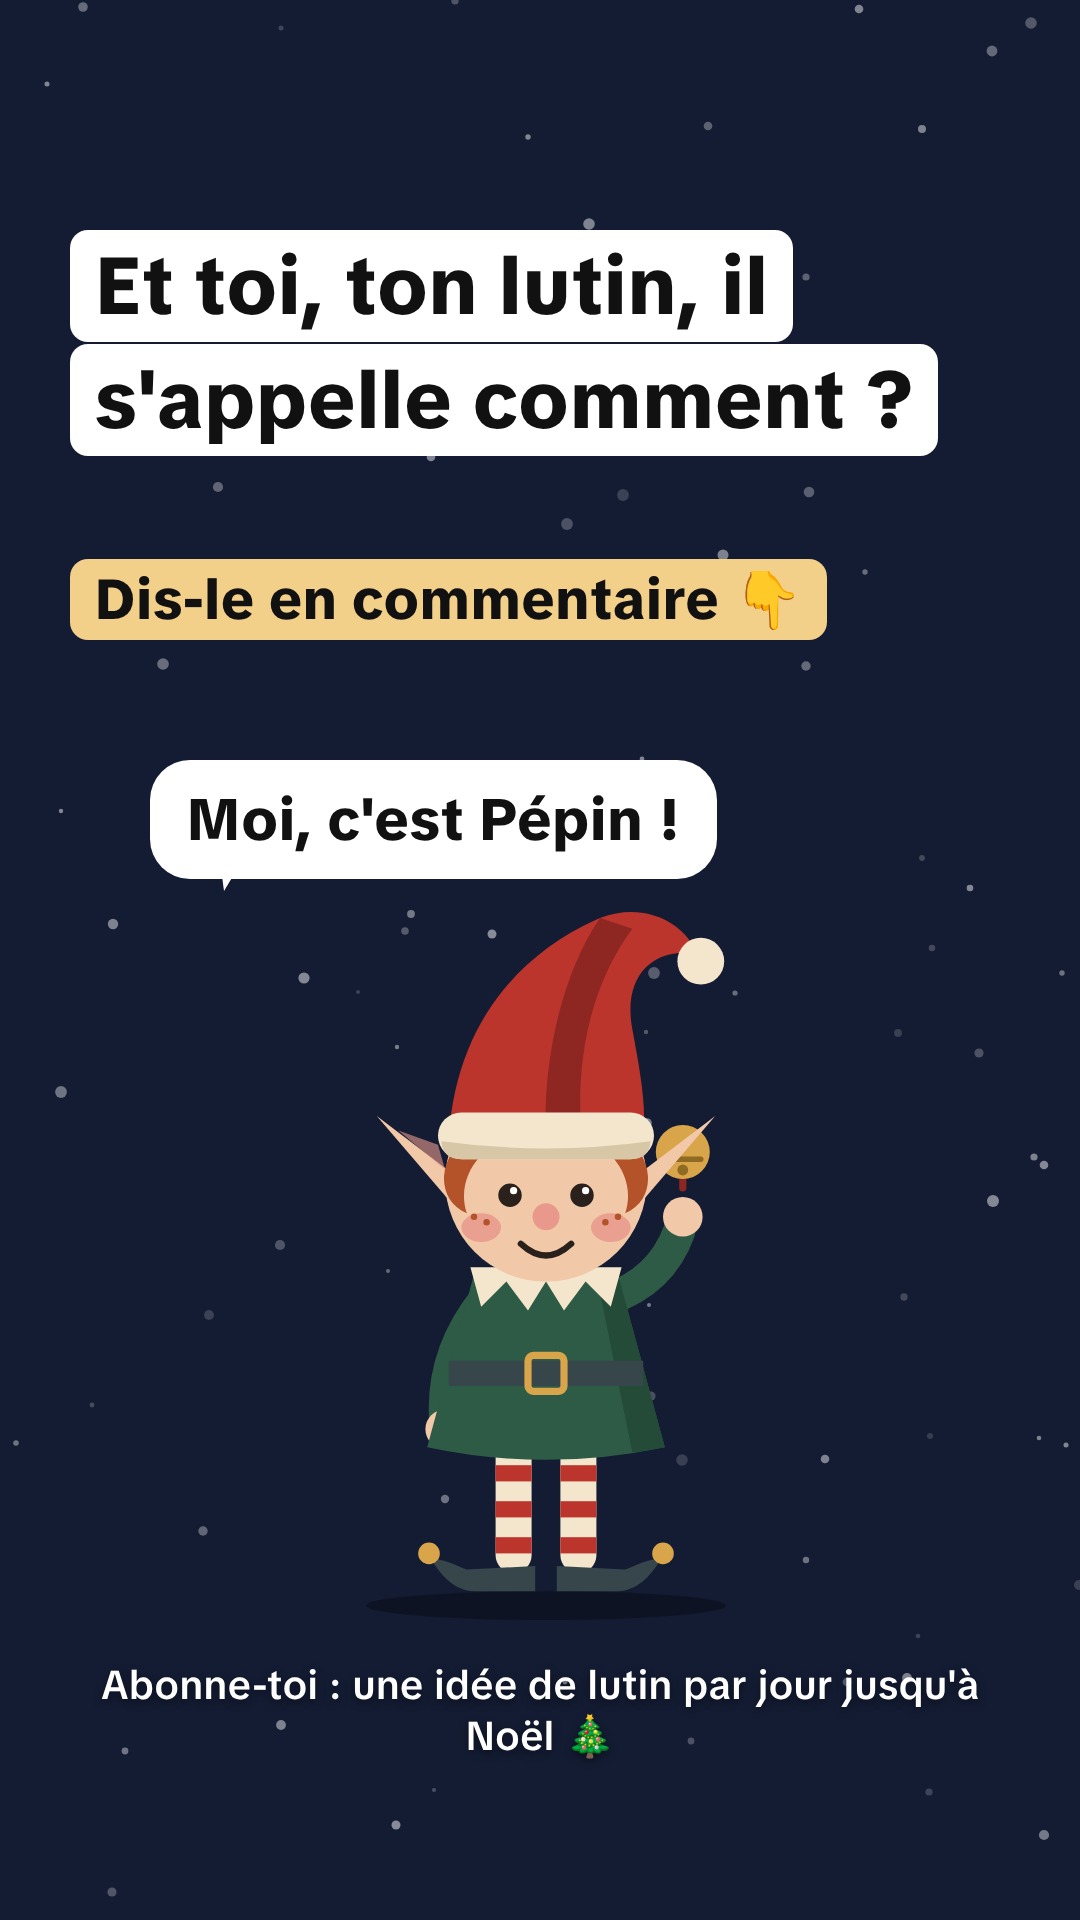 Et toi, ton lutin, il
s'appelle comment ?
Dis-le en commentaire 👇
Moi, c'est Pépin !
Abonne-toi : une idée de lutin par jour jusqu'à
Noël 🎄